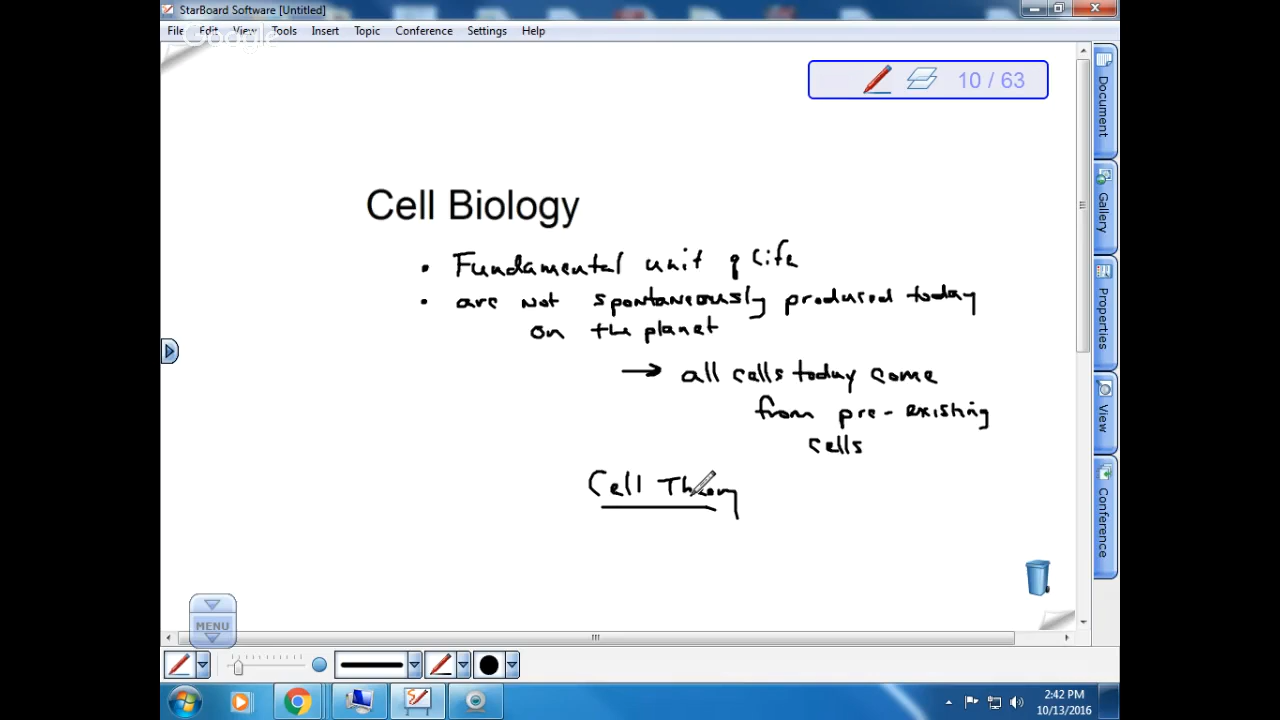 StarBoard Software [Untitled]
File Edit View Tools Insert Topic Conference Settings Help
Google
10 / 63
Document
Gallery
Properties
View
Conference
Cell Biology
• Fundamental unit of Life
• are not spontaneously produced today
on the planet
→ all cells today come
from pre-existing
cells
Cell Theory
MENU
2:42 PM
10/13/2016